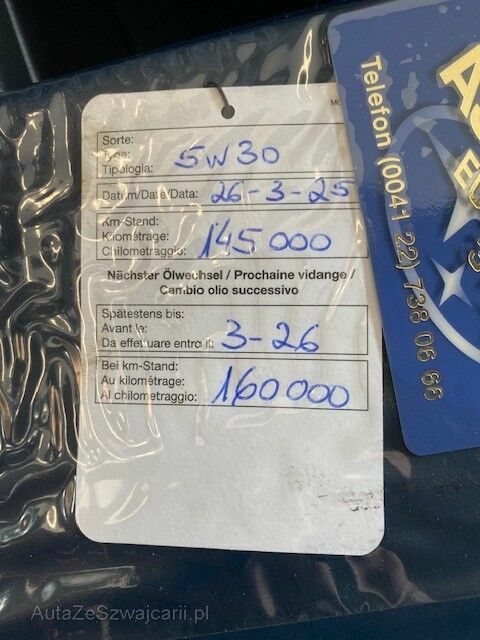 Sorte:
Type:
Tipologia: 5W30
Datum/Date/Data: 26-3-25
Km-Stand:
Kilométrage:
Chilometraggio: 145000
Nächster Ölwechsel / Prochaine vidange /
Cambio olio successivo
Spätestens bis:
Avant le:
Da effettuare entro il: 3-26
Bei km-Stand:
Au kilométrage:
Al chilometraggio: 160000
Telefon (0041 22) 738 06 66
AutaZeSzwajcarii.pl